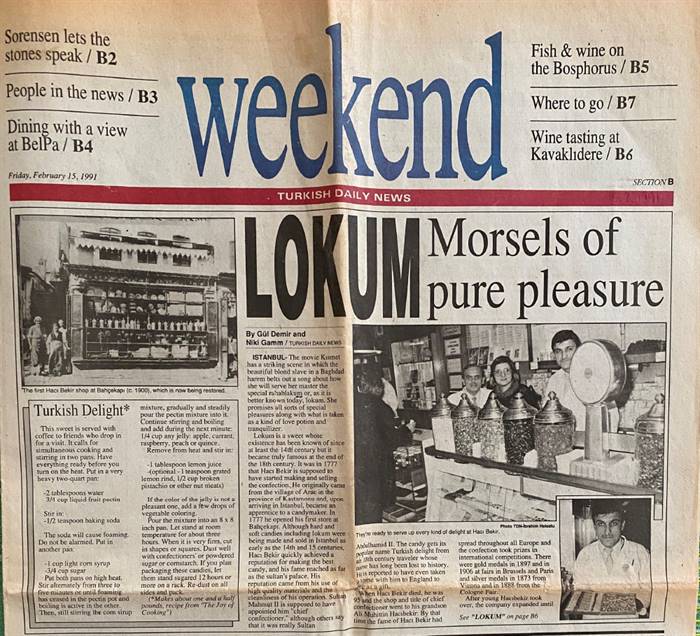 Sorensen lets the
stones speak / B2
People in the news / B3
Dining with a view
at BelPa / B4
Friday, February 15, 1991
weekend
Fish & wine on
the Bosphorus / B5
Where to go / B7
Wine tasting at
Kavaklıdere / B6
SECTION B
TURKISH DAILY NEWS
LOKUM
Morsels of
pure pleasure
The first Hacı Bekir shop at Bahçekapı (c. 1900), which is now being restored.
Turkish Delight*
This sweet is served with
coffee to friends who drop in
for a visit. It calls for
simultaneous cooking and
stirring in two pans. Have
everything ready before you
turn on the heat. Put in a very
heavy two-quart pan:
-2 tablespoons water
3/4 cup liquid fruit pectin
Stir in:
-1/2 teaspoon baking soda
The soda will cause foaming.
Do not be alarmed. Put in
another pan:
-1 cup light corn syrup
-3/4 cup sugar
Put both pans on high heat.
Stir alternately from three to
five minutes or until foaming
has ceased in the pectin pot and
boiling is active in the other.
Then, still stirring the corn sirup
mixture, gradually and steadily
pour the pectin mixture into it.
Continue stirring and boiling
and add during the next minute:
1/4 cup any jelly: apple, currant,
raspberry, peach or quince.
Remove from heat and stir in:
-1 tablespoon lemon juice
-(optional - 1 teaspoon grated
lemon rind, 1/2 cup broken
pistachio or other nut meats)
If the color of the jelly is not a
pleasant one, add a few drops of
vegetable coloring.
Pour the mixture into an 8 x 8
inch pan. Let stand at room
temperature for about three
hours. When it is very firm, cut
in shapes or squares. Dust well
with confectioners' or powdered
sugar or cornstarch. If you plan
packaging these candies, let
them stand sugared 12 hours or
more on a rack. Re-dust on all
sides and pack.
(*Makes about one and a half
pounds, recipe from "The Joy of
Cooking")
By Gül Demir and
Niki Gamm / TURKISH DAILY NEWS
ISTANBUL- The movie Kısmet
has a striking scene in which the
beautiful blond slave in a Baghdad
harem belts out a song about how
she will serve her master the
special rahatlokum or, as it is
better known today, lokum. She
promises all sorts of special
pleasures along with what is taken
as a kind of love potion and
tranquilizer.
Lokum is a sweet whose
existence has been known of since
at least the 14th century but it
became truly famous at the end of
the 18th century. It was in 1777
that Hacı Bekir is supposed to
have started making and selling
the confection. He originally came
from the village of Araç in the
province of Kastamonu and, upon
arriving in Istanbul, became an
apprentice to a candymaker. In
1777 he opened his first store at
Bahçekapı. Although hard and
soft candies including lokum were
being made and sold in Istanbul as
early as the 14th and 15 centuries,
Hacı Bekir quickly achieved a
reputation for making the best
candy, and his fame reached as far
as the sultan's palace. His
reputation came from his use of
high quality materials and the
cleanliness of his operation. Sultan
Mahmut II is supposed to have
appointed him "chief
confectioner," although others say
that it was really Sultan
Photo TDN-İbrahim
They're ready to serve up every kind of delight at Hacı Bekir.
Abdulhamid II. The candy gets its
popular name Turkish delight from
an 18th century traveler whose
name has long been lost to history.
He is reported to have even taken
some with him to England to
as gifts.
When Hacı Bekir died, he was
and the shop and title of chief
confectioner went to his grandson
Ali Muhittin Hacıbekir. By that
time the fame of Hacı Bekir had
spread throughout all Europe and
the confection took prizes in
international competitions. There
were gold medals in 1897 and in
1906 at fairs in Brussels and Paris
and silver medals in 1873 from
Vienna and in 1888 from the
Cologne Fair.
After young Hacıbekir took
over, the company expanded until
See "LOKUM" on page B6